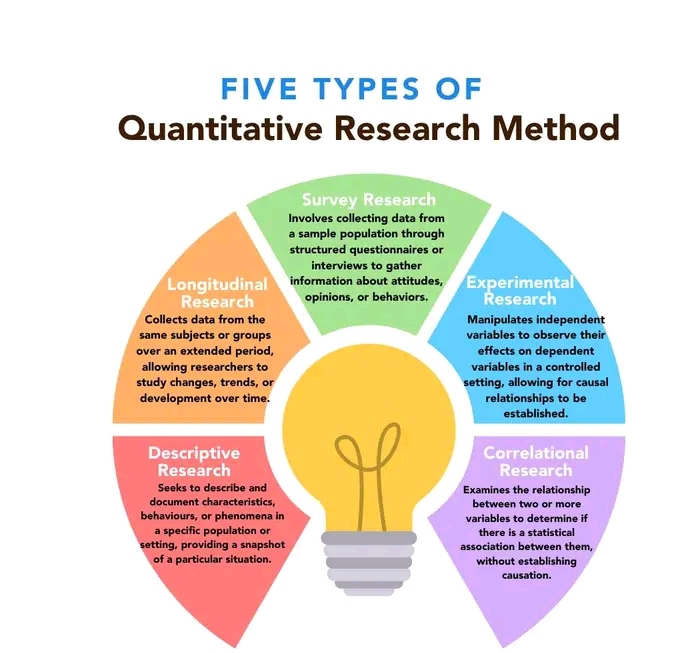 FIVE TYPES OF
Quantitative Research Method
Survey Research
Involves collecting data from
a sample population through
structured questionnaires or
interviews to gather
information about attitudes,
opinions, or behaviors.
Longitudinal
Research
Collects data from the
same subjects or groups
over an extended period,
allowing researchers to
study changes, trends, or
development over time.
Experimental
Research
Manipulates independent
variables to observe their
effects on dependent
variables in a controlled
setting, allowing for causal
relationships to be
established.
Descriptive
Research
Seeks to describe and
document characteristics,
behaviours, or phenomena in
a specific population or
setting, providing a snapshot
of a particular situation.
Correlational
Research
Examines the relationship
between two or more
variables to determine if
there is a statistical
association between them,
without establishing
causation.